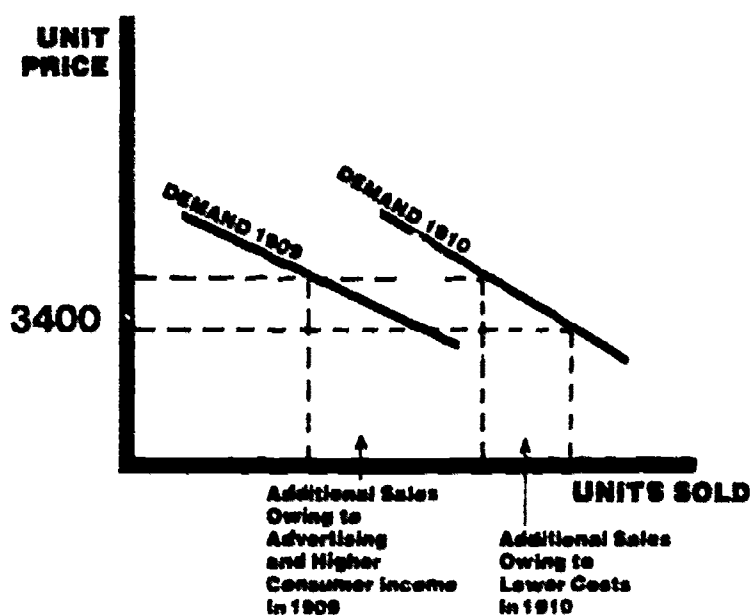 UNIT
PRICE
DEMAND 1909
DEMAND 1910
3400
UNITS SOLD
Additional Sales
Owing to
Advertising
and Higher
Consumer Income
in 1909
Additional Sales
Owing to
Lower Costs
in 1910